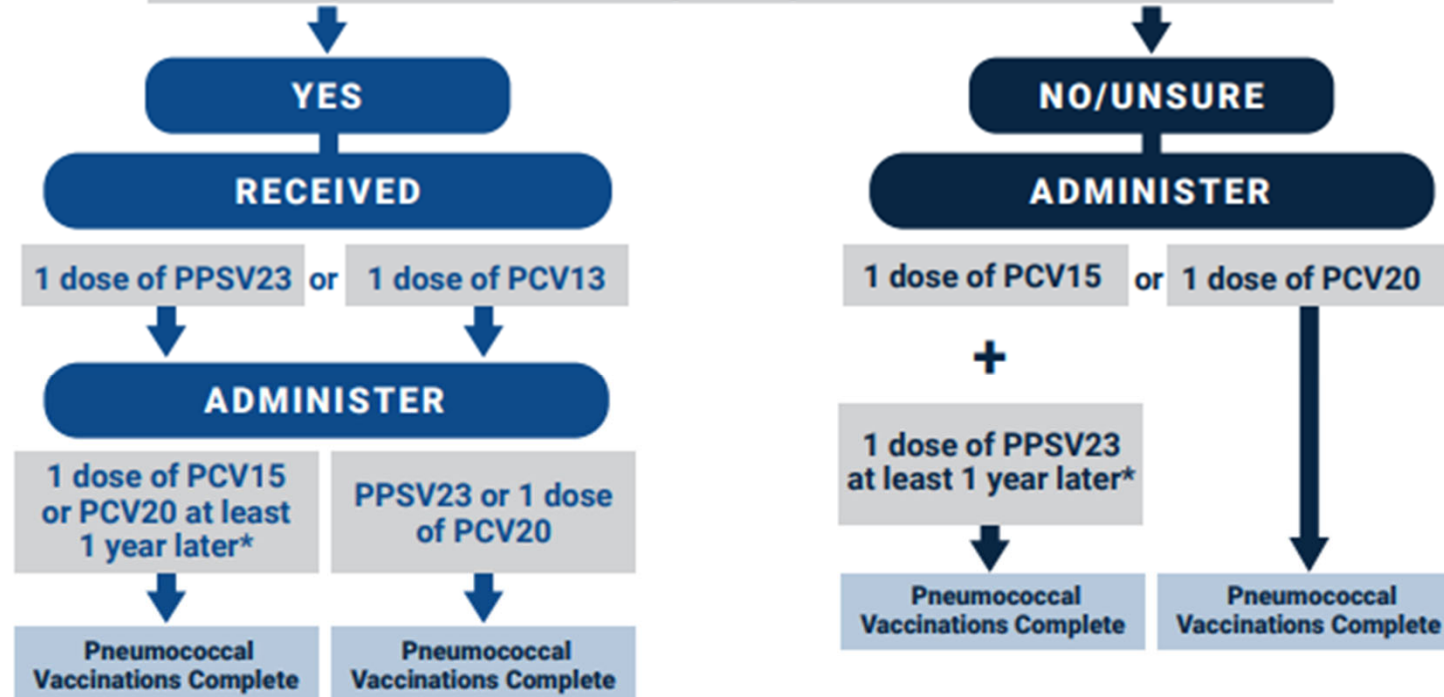 YES
RECEIVED
1 dose of PPSV23 or 1 dose of PCV13
ADMINISTER
1 dose of PCV15
or PCV20 at least
1 year later*
PPSV23 or 1 dose
of PCV20
Pneumococcal
Vaccinations Complete
Pneumococcal
Vaccinations Complete
NO/UNSURE
ADMINISTER
1 dose of PCV15 or 1 dose of PCV20
+
1 dose of PPSV23
at least 1 year later*
Pneumococcal
Vaccinations Complete
Pneumococcal
Vaccinations Complete